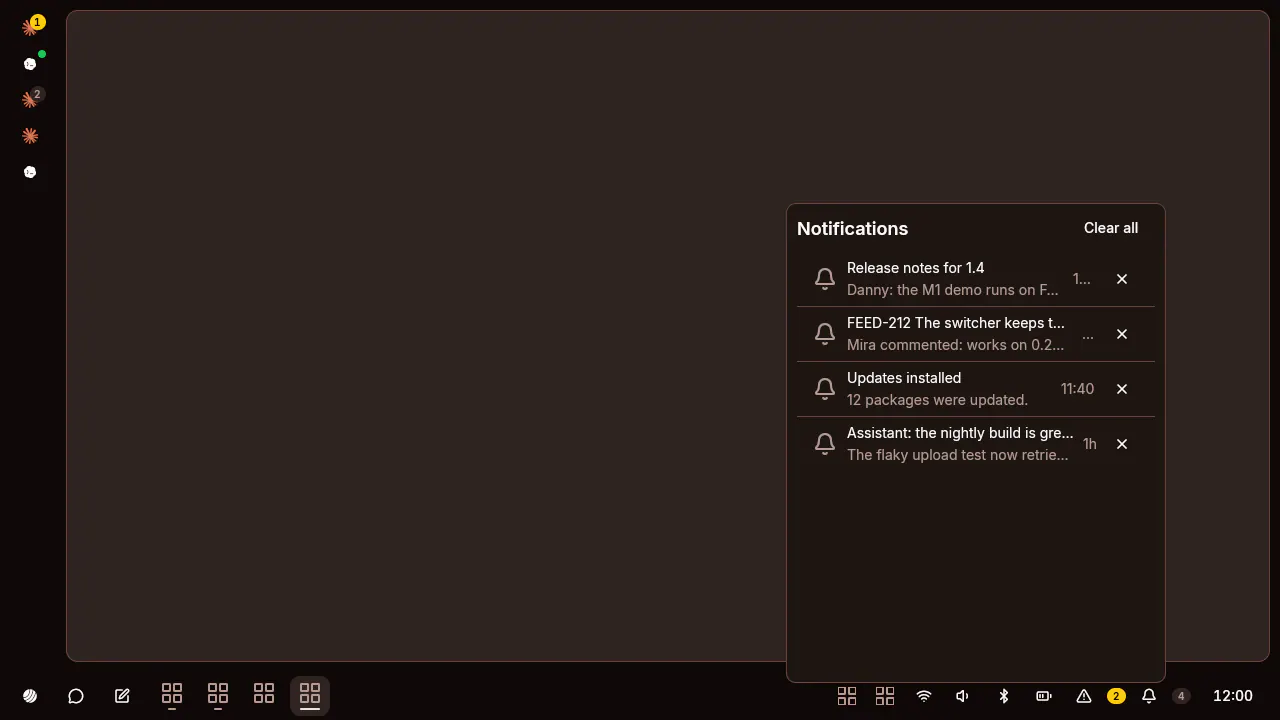 1
2
Notifications
Clear all
Release notes for 1.4
Danny: the M1 demo runs on F...
1...
FEED-212 The switcher keeps t...
Mira commented: works on 0.2...
...
Updates installed
12 packages were updated.
11:40
Assistant: the nightly build is gre...
The flaky upload test now retrie...
1h
2
4
12:00